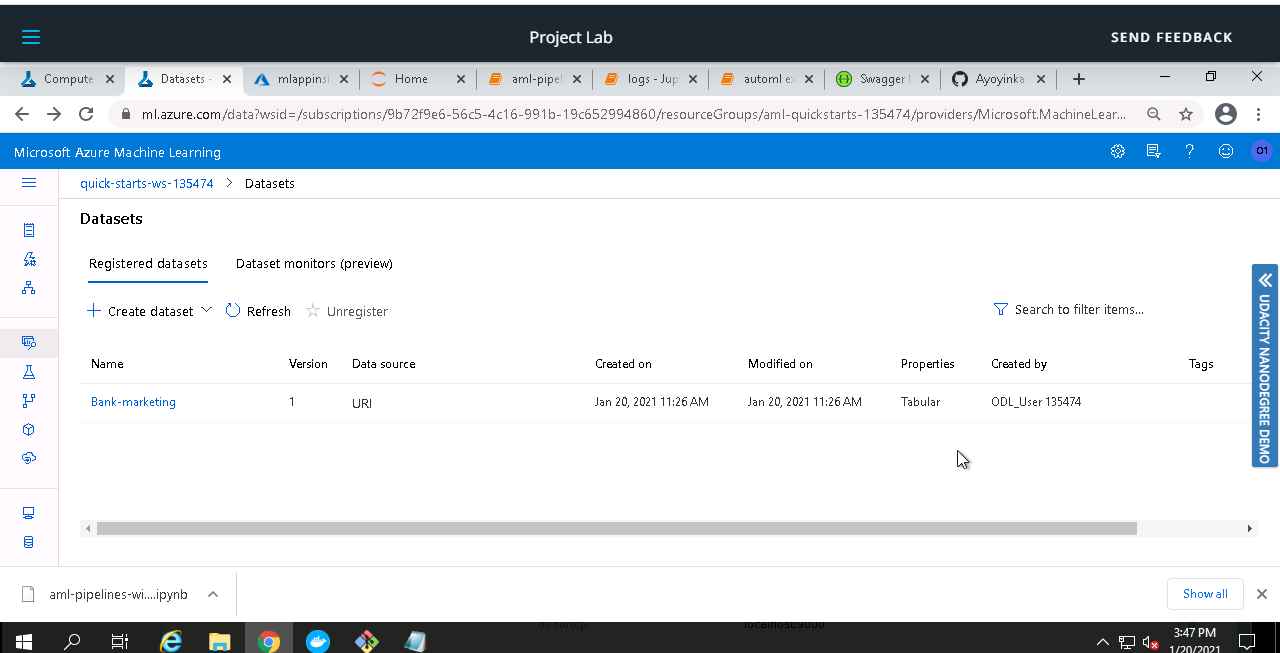 Project Lab
SEND FEEDBACK
Compute
Datasets -
mlappinsi
Home
aml-pipel
logs - Jup
automl ex
Swagger U
Ayoyinka-
ml.azure.com/data?wsid=/subscriptions/9b72f9e6-56c5-4c16-991b-19c652994860/resourceGroups/aml-quickstarts-135474/providers/Microsoft.MachineLear...
Microsoft Azure Machine Learning
O1
quick-starts-ws-135474 > Datasets
Datasets
Registered datasets
Dataset monitors (preview)
Create dataset
Refresh
Unregister
Search to filter items...
Name Version Data source Created on Modified on Properties Created by Tags
Bank-marketing 1 URI Jan 20, 2021 11:26 AM Jan 20, 2021 11:26 AM Tabular ODL_User 135474
UDACITY NANODEGREE DEMO
aml-pipelines-wi....ipynb
Show all
localhost:9000
3:47 PM
1/20/2021